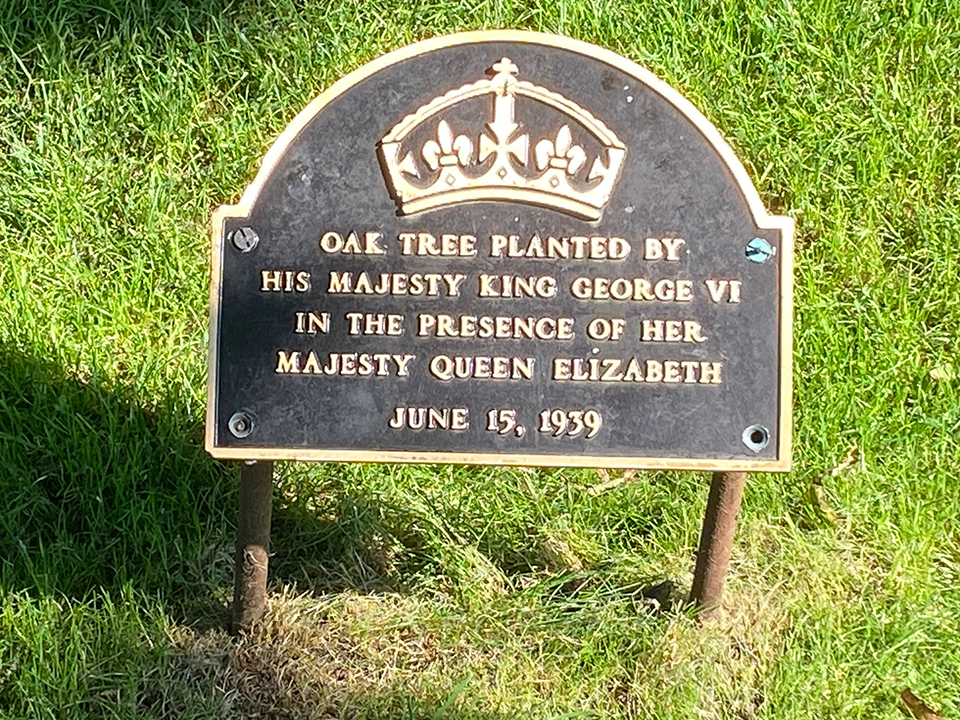 OAK TREE PLANTED BY
HIS MAJESTY KING GEORGE VI
IN THE PRESENCE OF HER
MAJESTY QUEEN ELIZABETH
JUNE 15, 1939